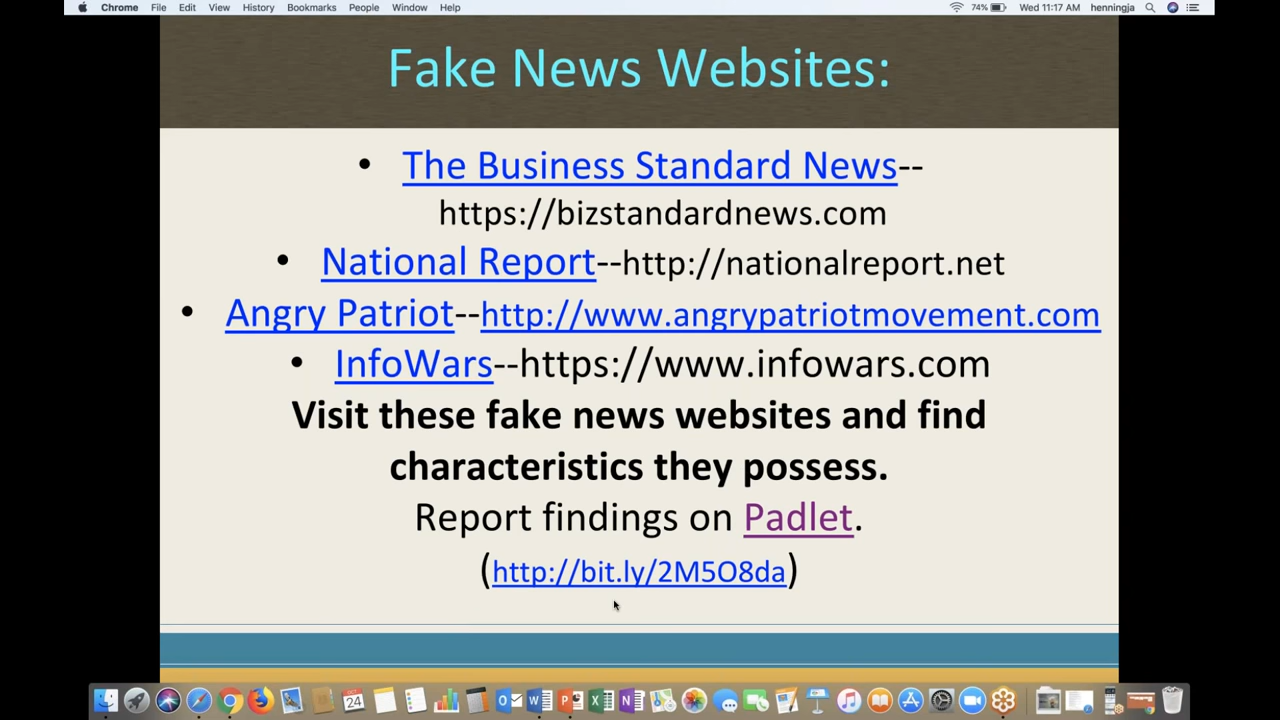 Chrome File Edit View History Bookmarks People Window Help 74% Wed 11:17 AM henningja
Fake News Websites:
• The Business Standard News--
https://bizstandardnews.com
• National Report--http://nationalreport.net
• Angry Patriot--http://www.angrypatriotmovement.com
• InfoWars--https://www.infowars.com
Visit these fake news websites and find
characteristics they possess.
Report findings on Padlet.
(http://bit.ly/2M5O8da)
OCT
24